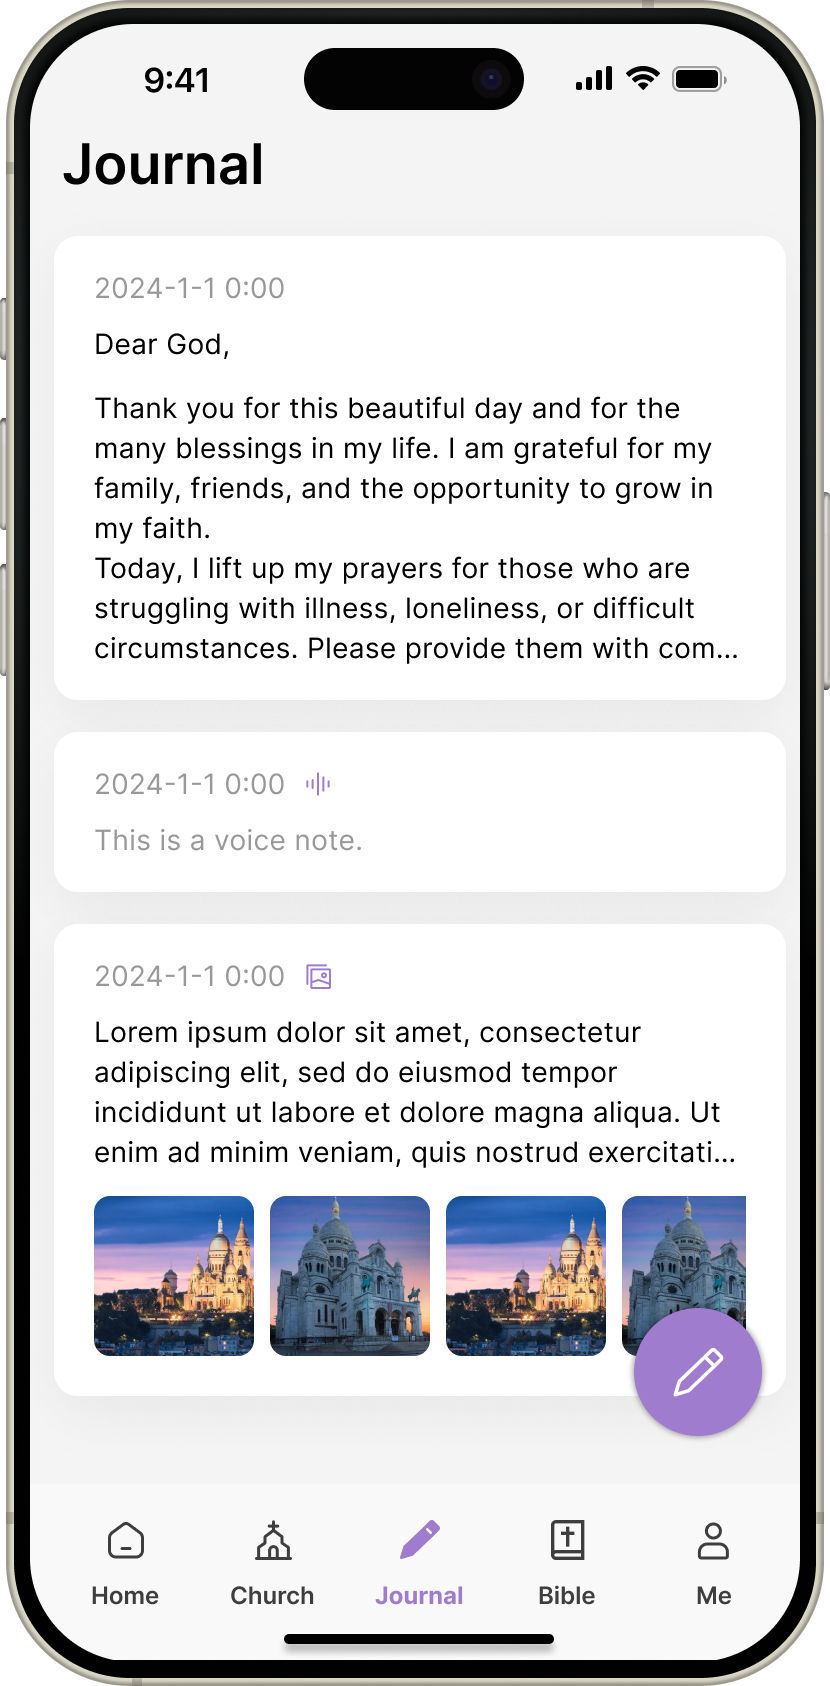 9:41
Journal
2024-1-1 0:00
Dear God,
Thank you for this beautiful day and for the
many blessings in my life. I am grateful for my
family, friends, and the opportunity to grow in
my faith.
Today, I lift up my prayers for those who are
struggling with illness, loneliness, or difficult
circumstances. Please provide them with com...
2024-1-1 0:00
This is a voice note.
2024-1-1 0:00
Lorem ipsum dolor sit amet, consectetur
adipiscing elit, sed do eiusmod tempor
incididunt ut labore et dolore magna aliqua. Ut
enim ad minim veniam, quis nostrud exercitati...
Home Church Journal Bible Me